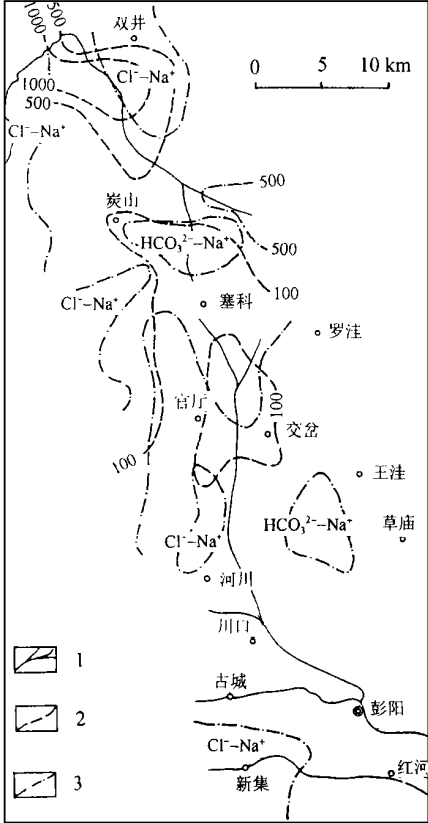 500
1000
双井
Cl⁻–Na⁺
0 5 10 km
1000
500
Cl⁻–Na⁺
500
炭山
HCO₃²⁻–Na⁺
500
100
Cl⁻–Na⁺
塞科
罗洼
官厅
100
交岔
100
王洼
HCO₃²⁻–Na⁺
草庙
Cl⁻–Na⁺
河川
川口
1
古城
2
彭阳
Cl⁻–Na⁺
新集
红河
3